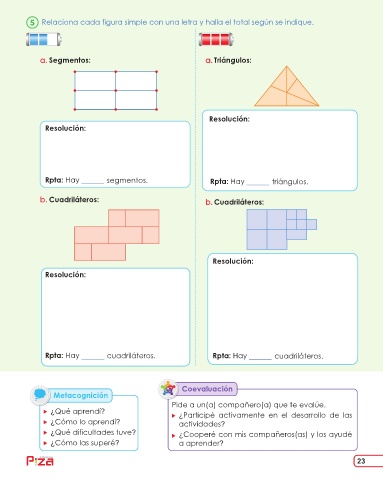 5 Relaciona cada figura simple con una letra y halla el total según se indique.
a. Segmentos:
Resolución:
Rpta: Hay ______ segmentos.
b. Cuadriláteros:
Resolución:
Rpta: Hay ______ cuadriláteros.
a. Triángulos:
Resolución:
Rpta: Hay ______ triángulos.
b. Cuadriláteros:
Resolución:
Rpta: Hay ______ cuadriláteros.
Metacognición
▸ ¿Qué aprendí?
▸ ¿Cómo lo aprendí?
▸ ¿Qué dificultades tuve?
▸ ¿Cómo las superé?
Coevaluación
Pide a un(a) compañero(a) que te evalúe.
▸ ¿Participé activamente en el desarrollo de las
actividades?
▸ ¿Cooperé con mis compañeros(as) y los ayudé
a aprender?
Pi2a
23